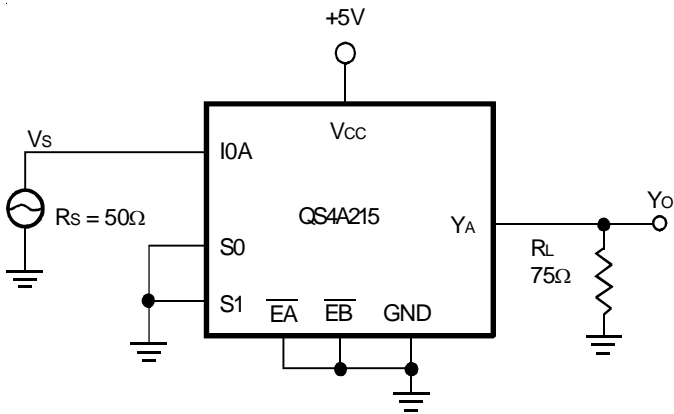 +5V
VCC
VS
I0A
RS = 50Ω
QS4A215
YA
YO
S0
RL
75Ω
S1
EA
EB
GND